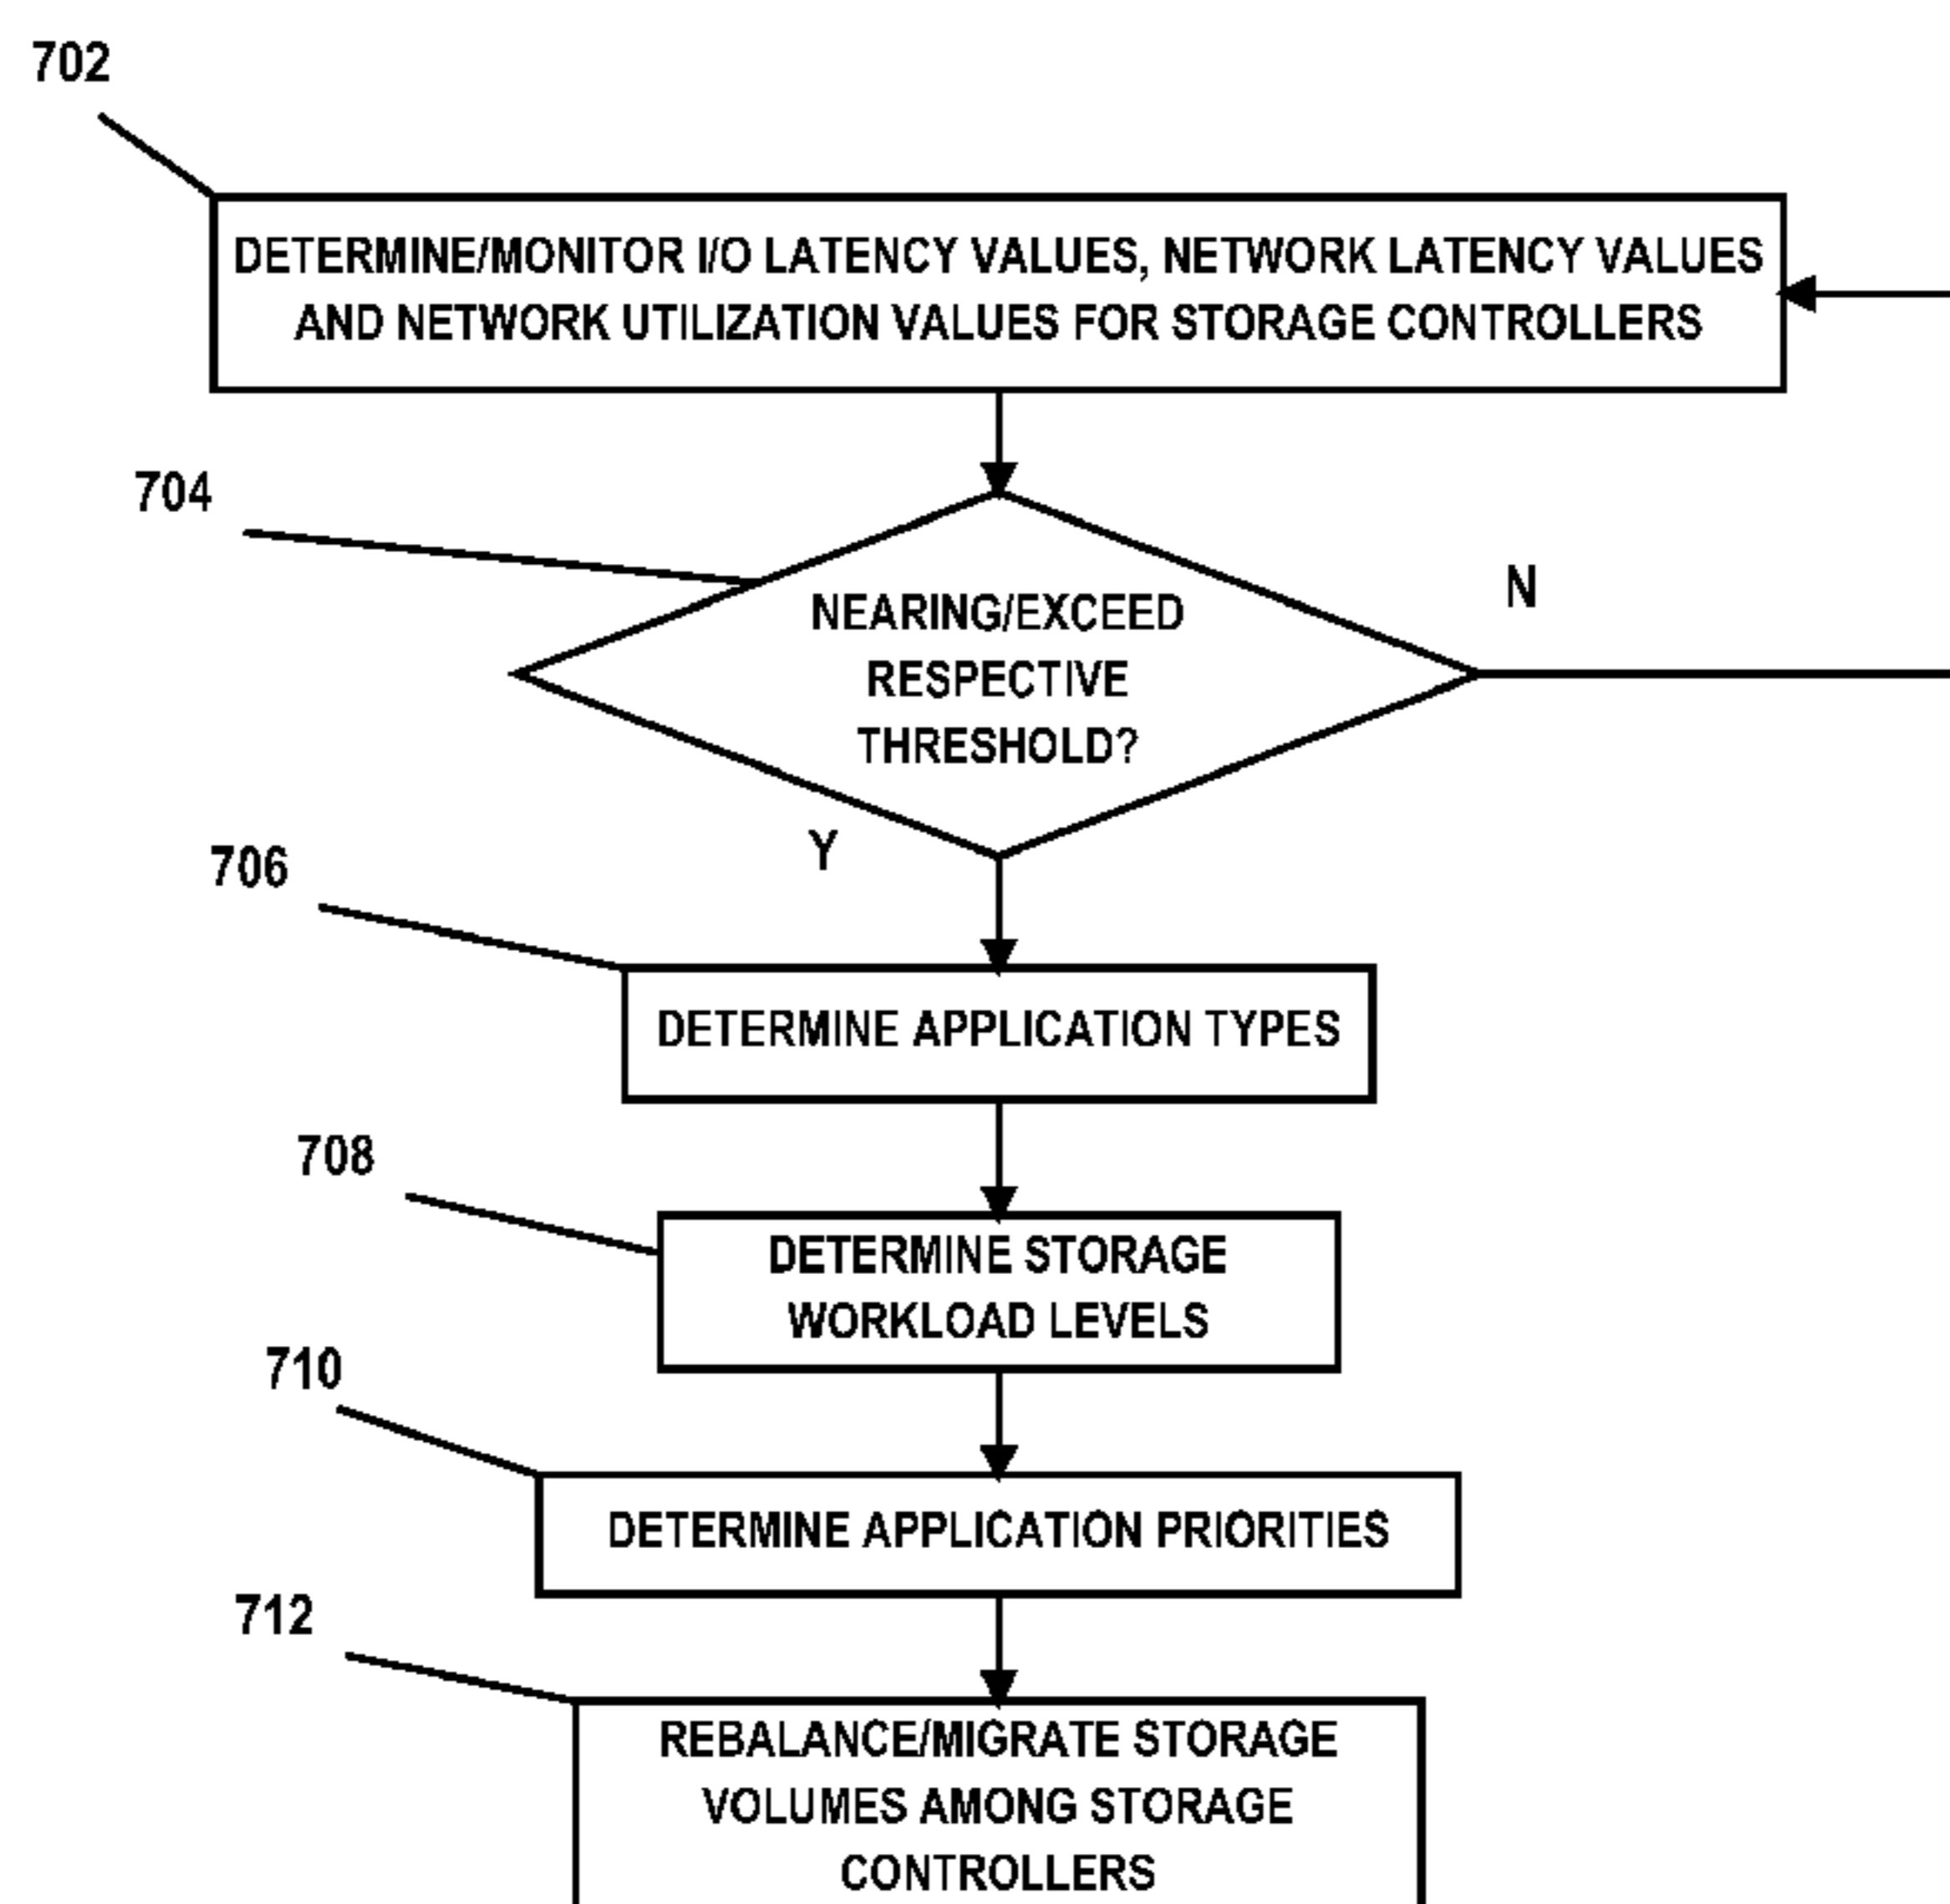 702
DETERMINE/MONITOR I/O LATENCY VALUES, NETWORK LATENCY VALUES
AND NETWORK UTILIZATION VALUES FOR STORAGE CONTROLLERS
704
NEARING/EXCEED
RESPECTIVE
THRESHOLD?
N
Y
706
DETERMINE APPLICATION TYPES
708
DETERMINE STORAGE
WORKLOAD LEVELS
710
DETERMINE APPLICATION PRIORITIES
712
REBALANCE/MIGRATE STORAGE
VOLUMES AMONG STORAGE
CONTROLLERS